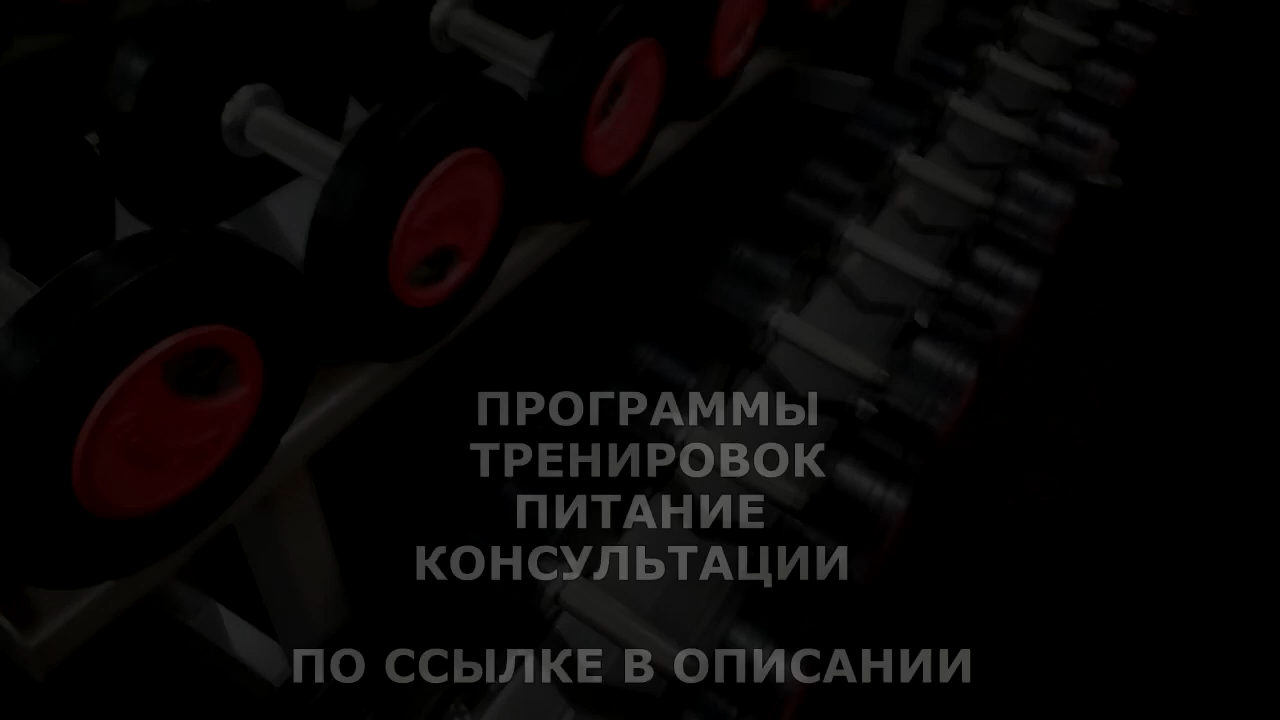 ПРОГРАММЫ
ТРЕНИРОВОК
ПИТАНИЕ
КОНСУЛЬТАЦИИ
ПО ССЫЛКЕ В ОПИСАНИИ